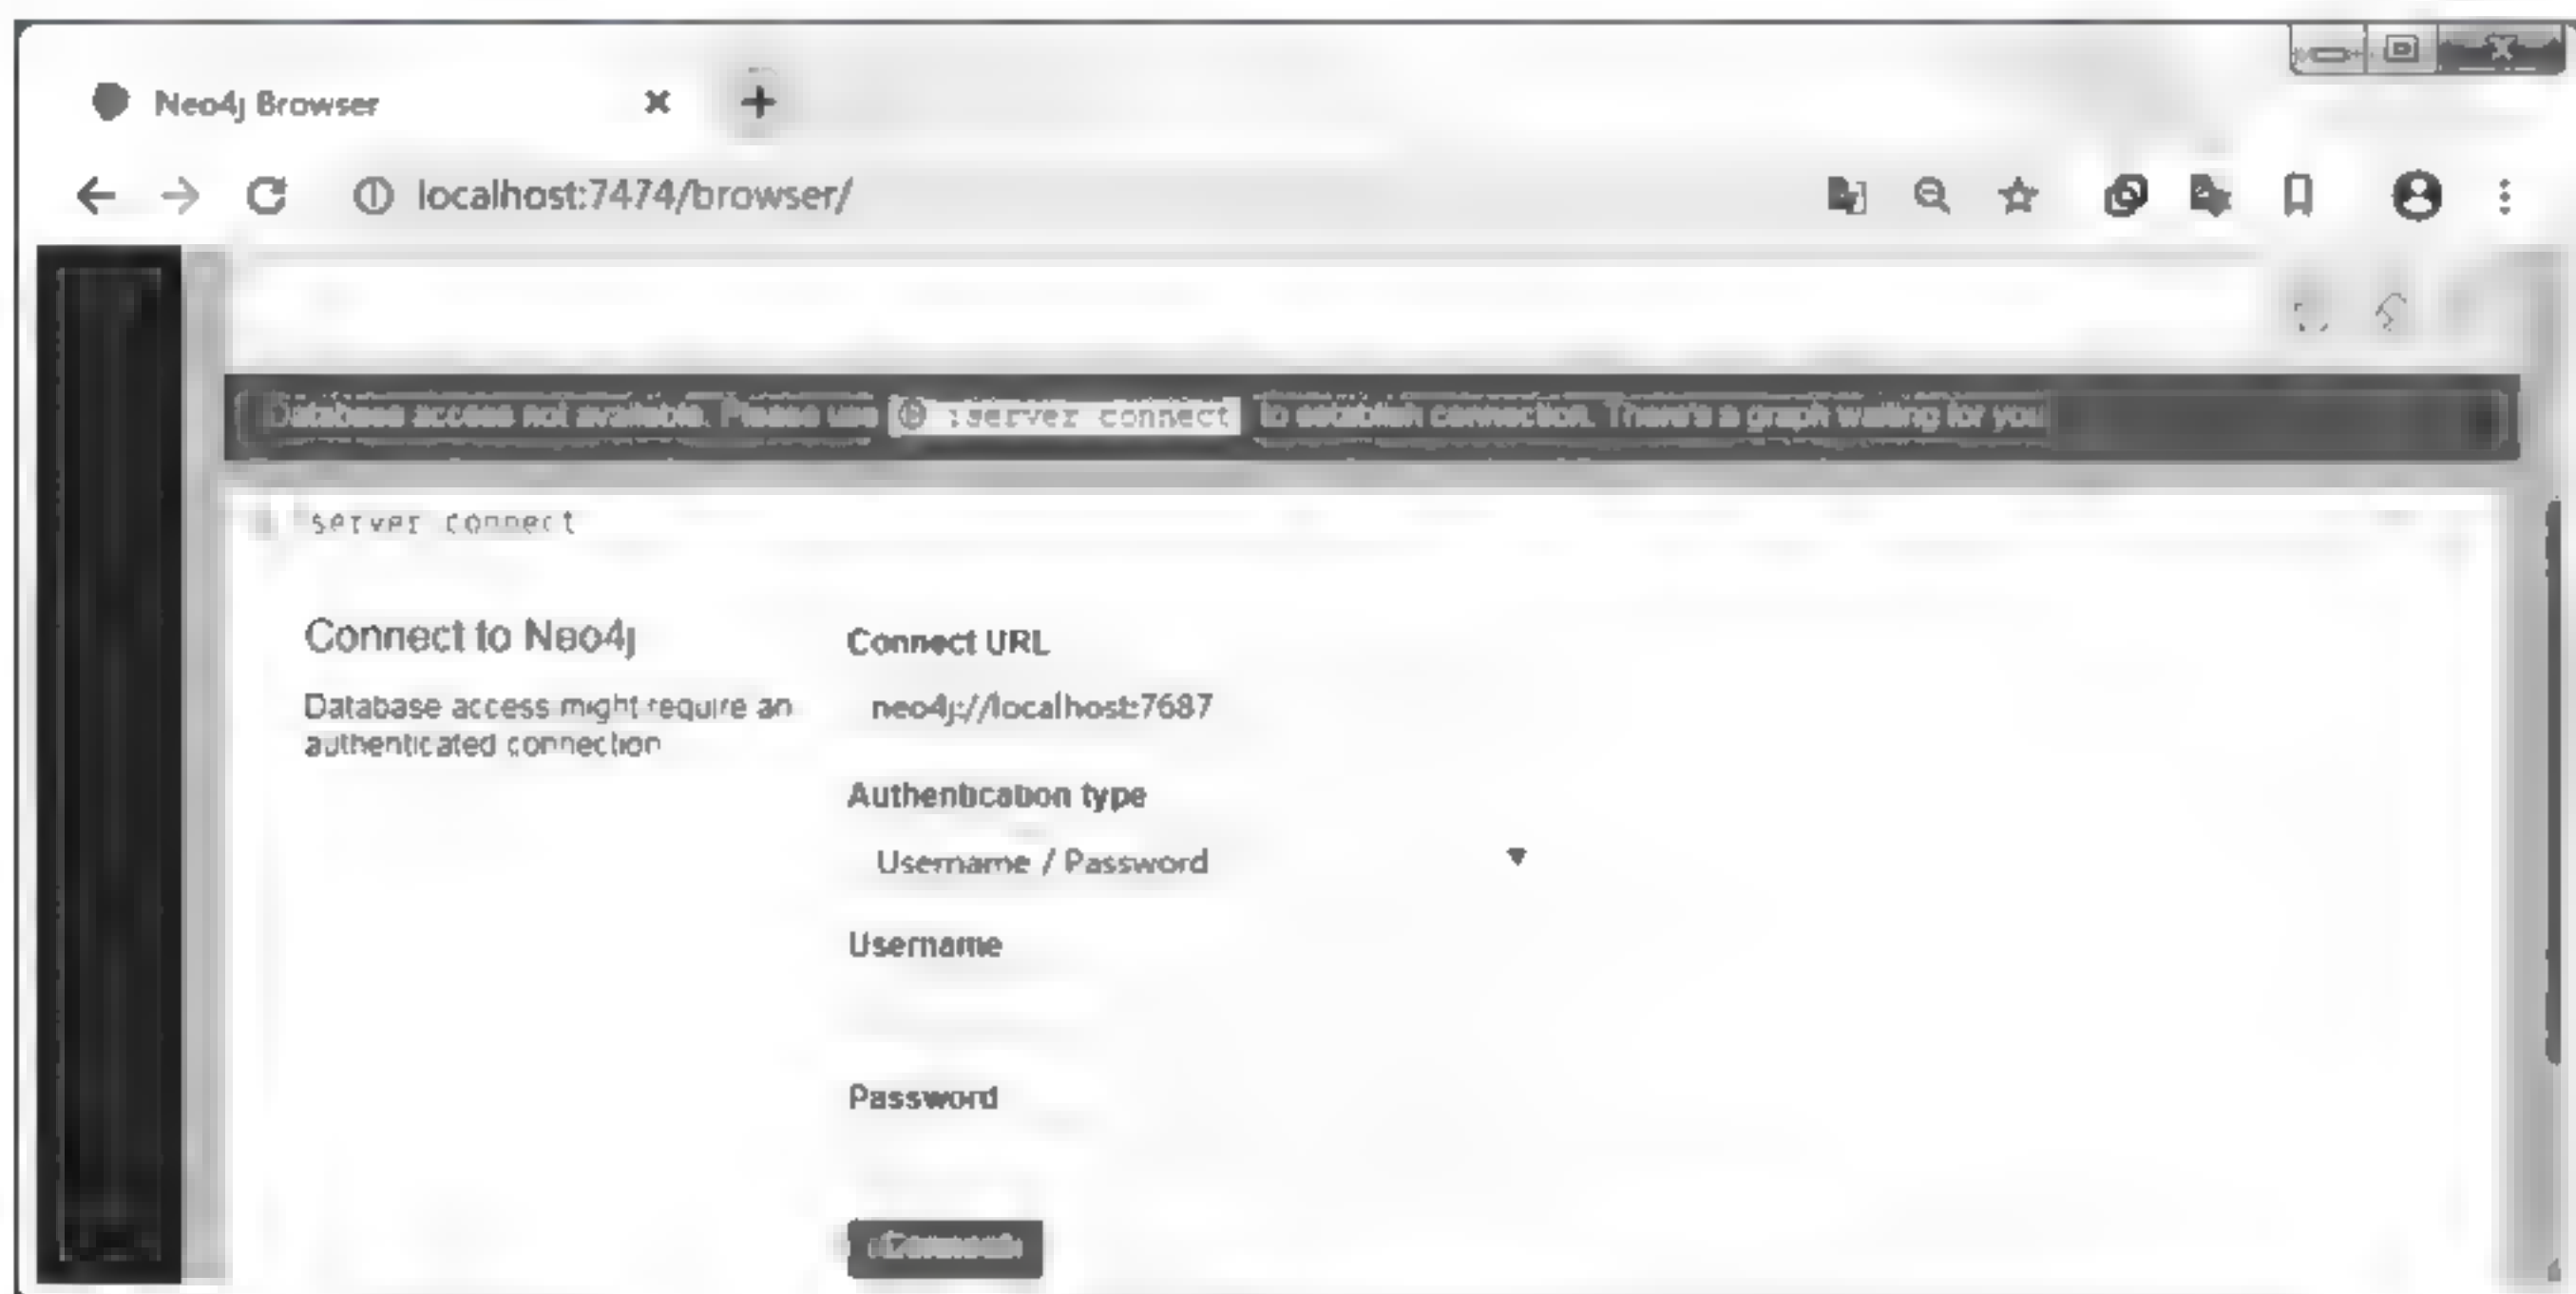 Neo4j Browser
localhost:7474/browser/
Database access not available. Please use :server connect to establish connection. There's a graph waiting for you
server connect
Connect to Neo4j
Database access might require an
authenticated connection
Connect URL
neo4j://localhost:7687
Authentication type
Username / Password
Username
Password
Connect